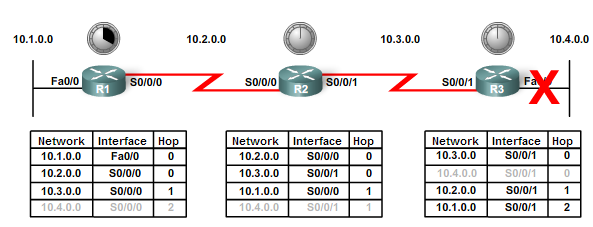 10.1.0.0 10.2.0.0 10.3.0.0 10.4.0.0
Fa0/0 R1 S0/0/0 S0/0/0 R2 S0/0/1 S0/0/1 R3 Fa0/0 X
Network Interface Hop
10.1.0.0 Fa0/0 0
10.2.0.0 S0/0/0 0
10.3.0.0 S0/0/0 1
10.4.0.0 S0/0/0 2
Network Interface Hop
10.2.0.0 S0/0/0 0
10.3.0.0 S0/0/1 0
10.1.0.0 S0/0/0 1
10.4.0.0 S0/0/1 1
Network Interface Hop
10.3.0.0 S0/0/1 0
10.4.0.0 S0/0/1 0
10.2.0.0 S0/0/1 1
10.1.0.0 S0/0/1 2